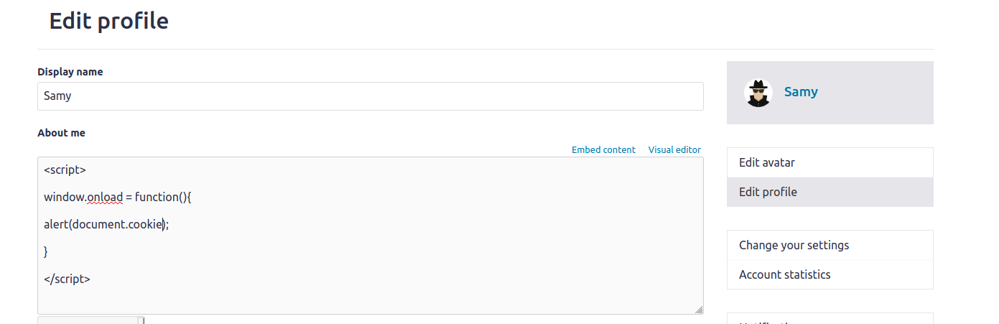 Edit profile
Display name
Samy
Samy
About me
Embed content Visual editor
<script>
window.onload = function(){
alert(document.cookie);
}
</script>
Edit avatar
Edit profile
Change your settings
Account statistics